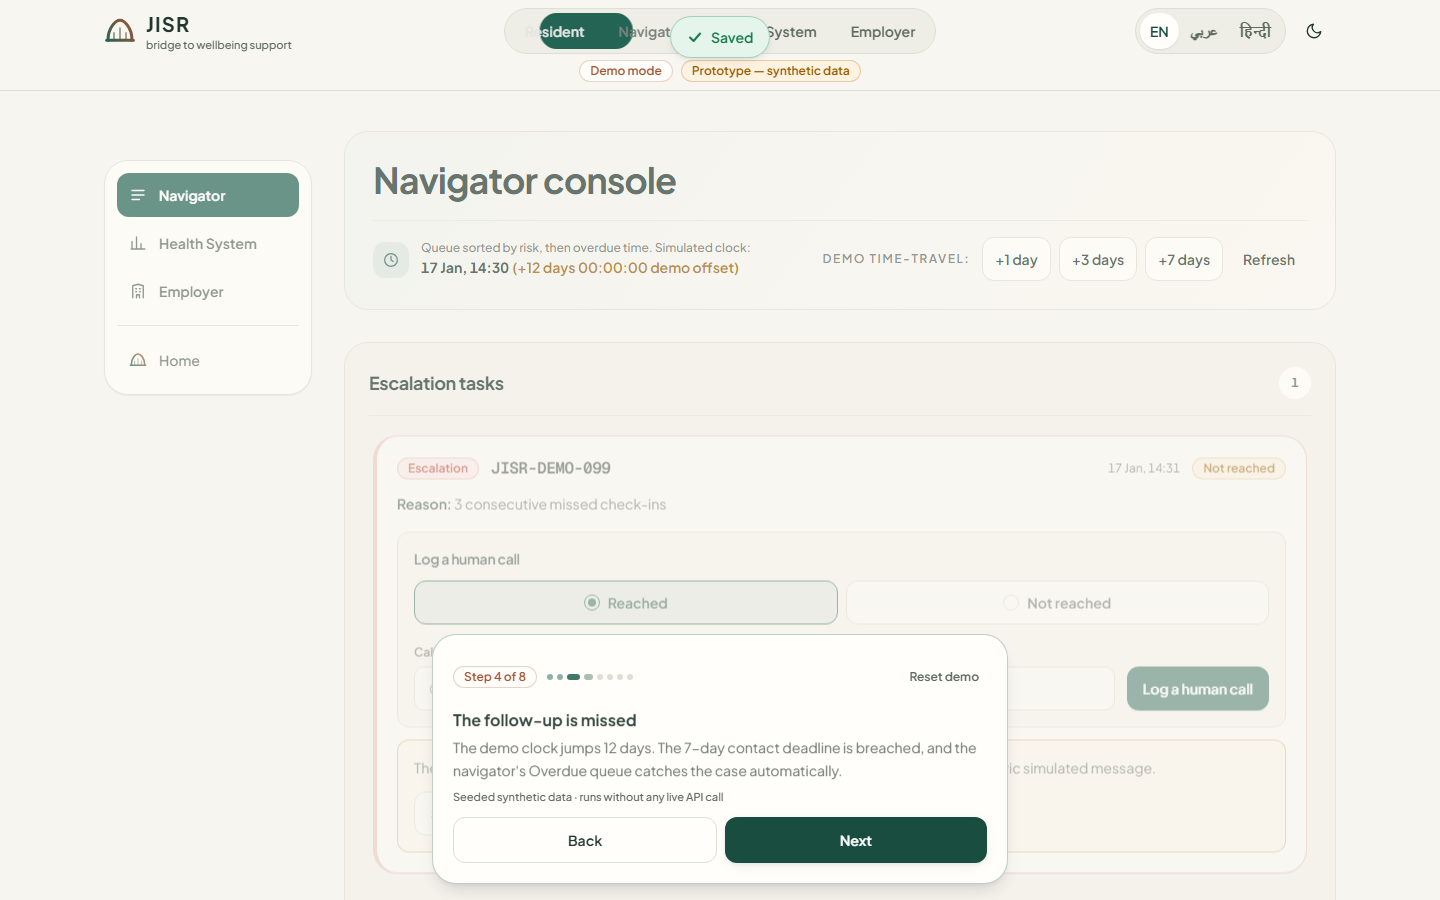 JISR
bridge to wellbeing support
Resident
Navigat
Saved
System
Employer
EN
عربي
हिन्दी
Demo mode
Prototype — synthetic data
Navigator
Health System
Employer
Home
Navigator console
Queue sorted by risk, then overdue time. Simulated clock:
17 Jan, 14:30 (+12 days 00:00:00 demo offset)
DEMO TIME-TRAVEL:
+1 day
+3 days
+7 days
Refresh
Escalation tasks
1
Escalation
JISR-DEMO-099
17 Jan, 14:31
Not reached
Reason: 3 consecutive missed check-ins
Log a human call
Reached
Not reached
Log a human call
simulated message.
Step 4 of 8
Reset demo
The follow-up is missed
The demo clock jumps 12 days. The 7-day contact deadline is breached, and the
navigator's Overdue queue catches the case automatically.
Seeded synthetic data · runs without any live API call
Back
Next